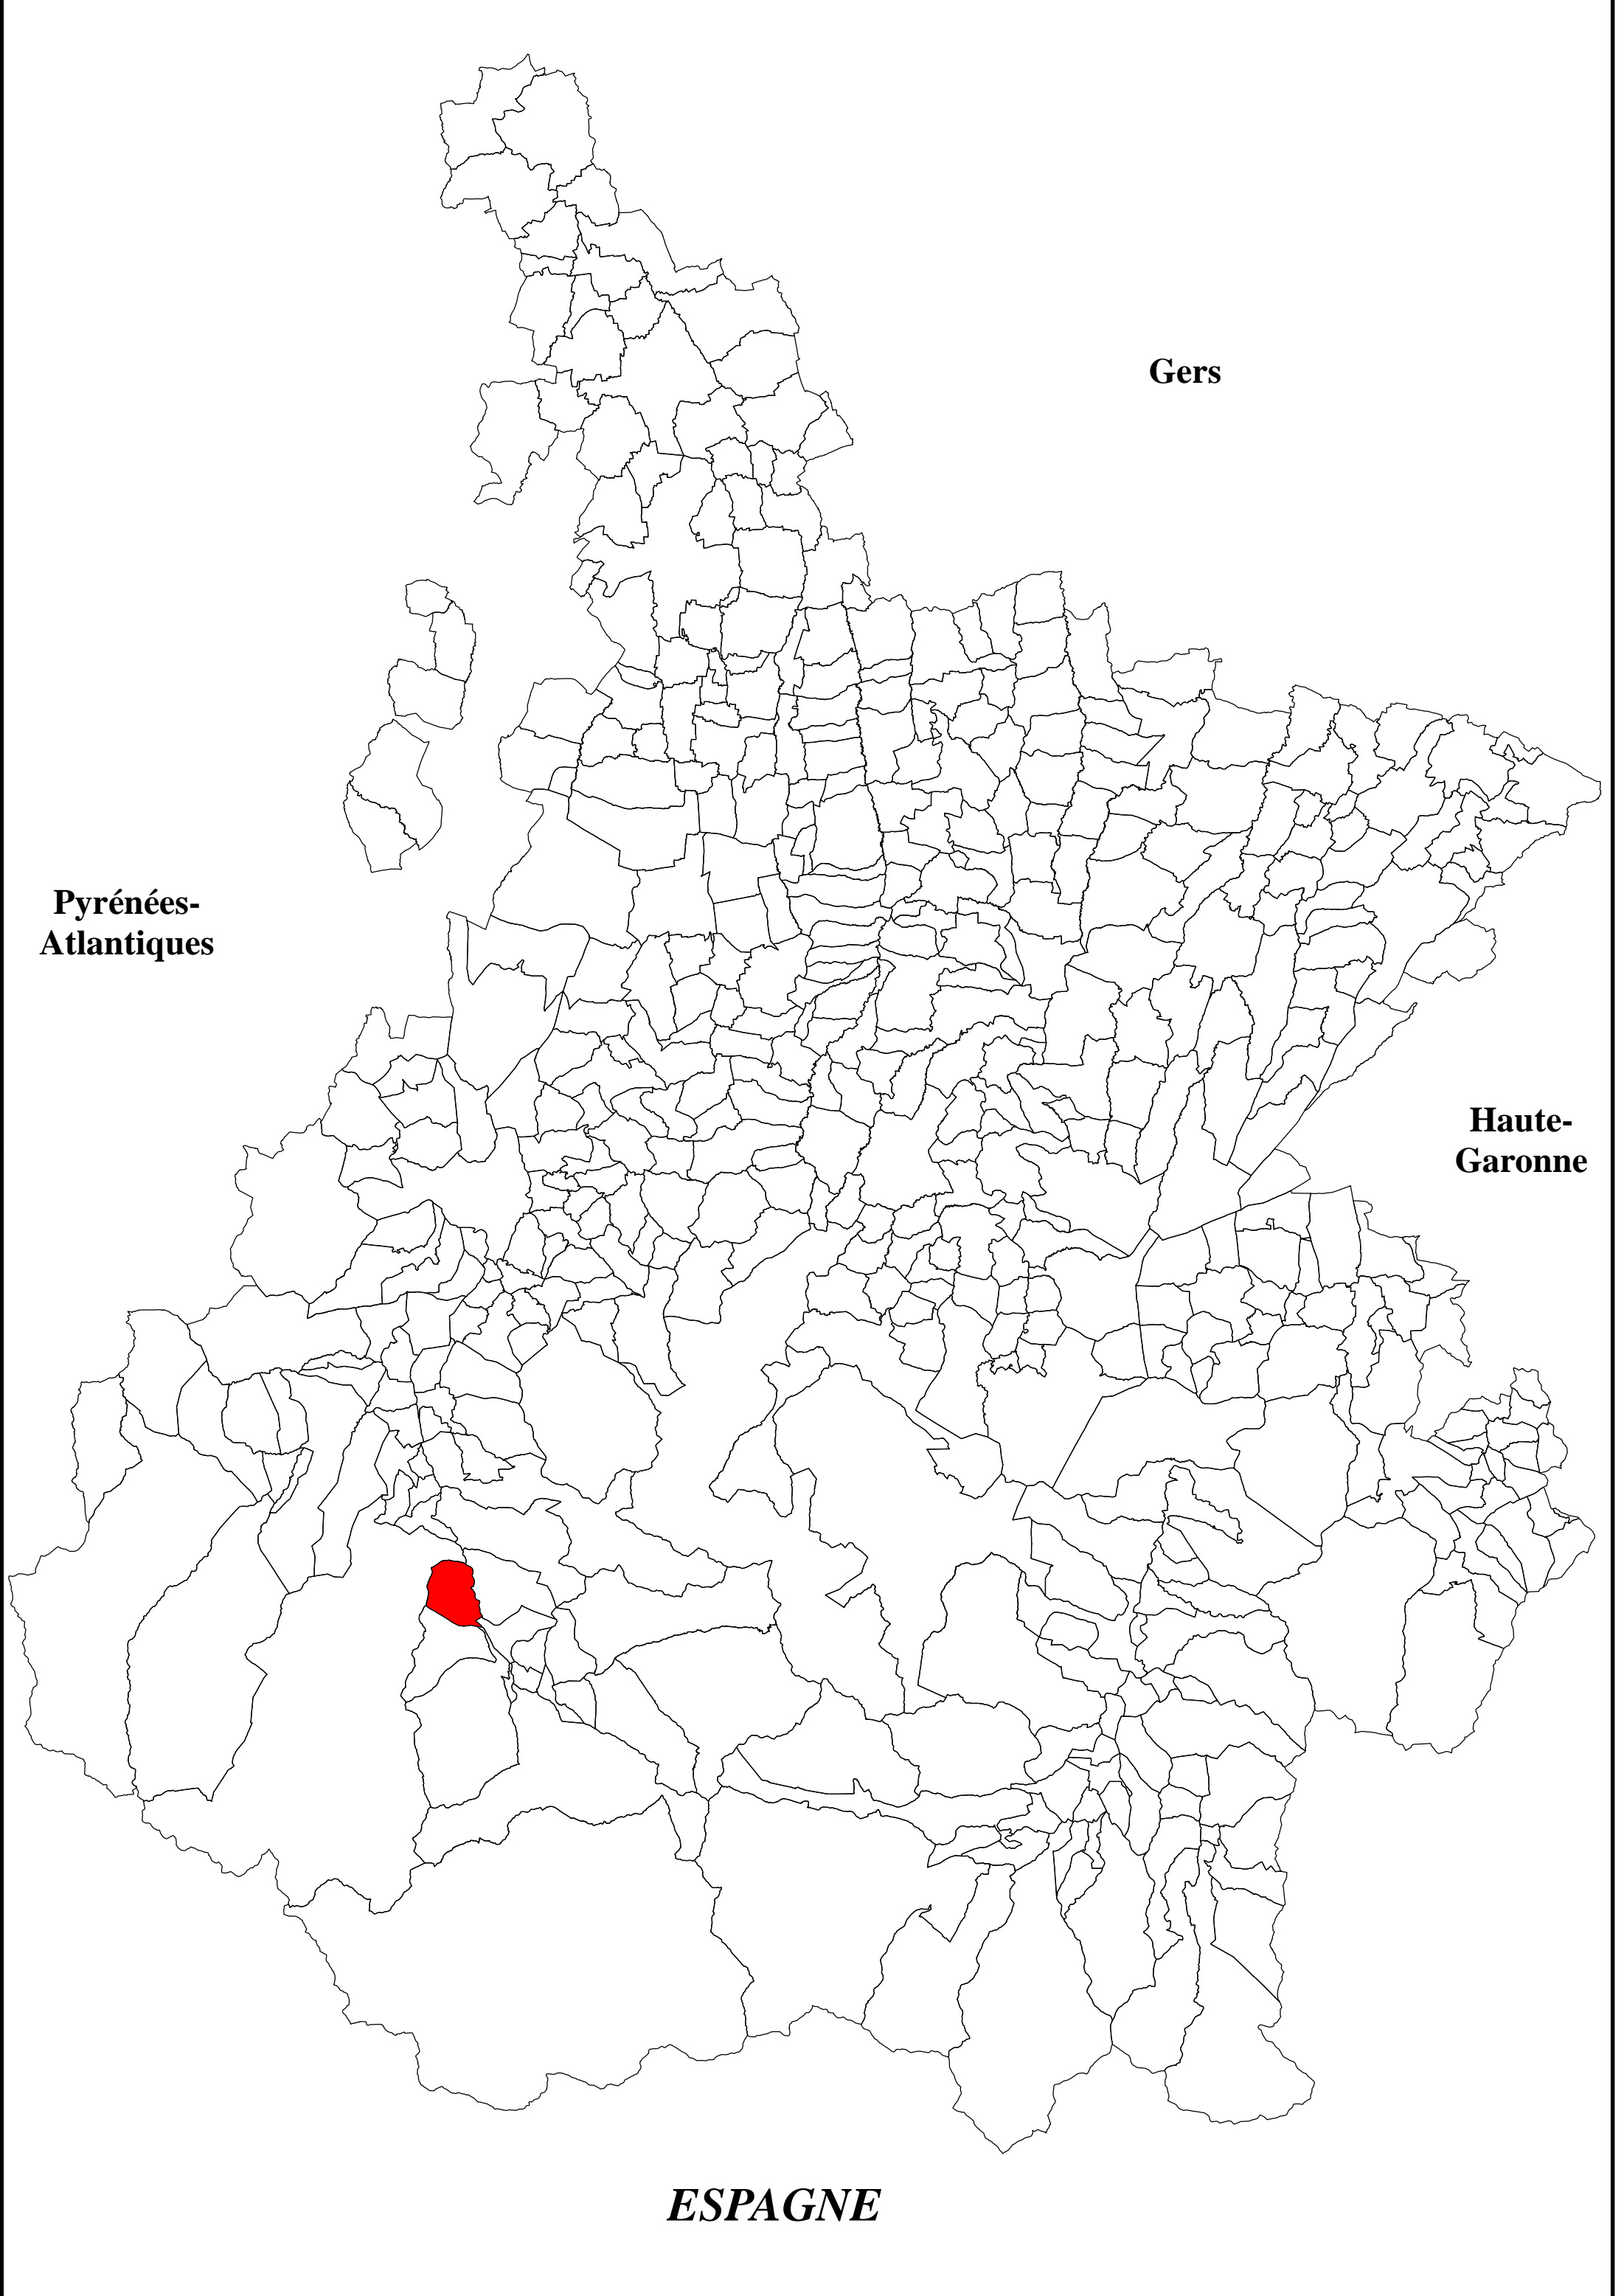 Gers
Pyrénées-
Atlantiques
Haute-
Garonne
ESPAGNE